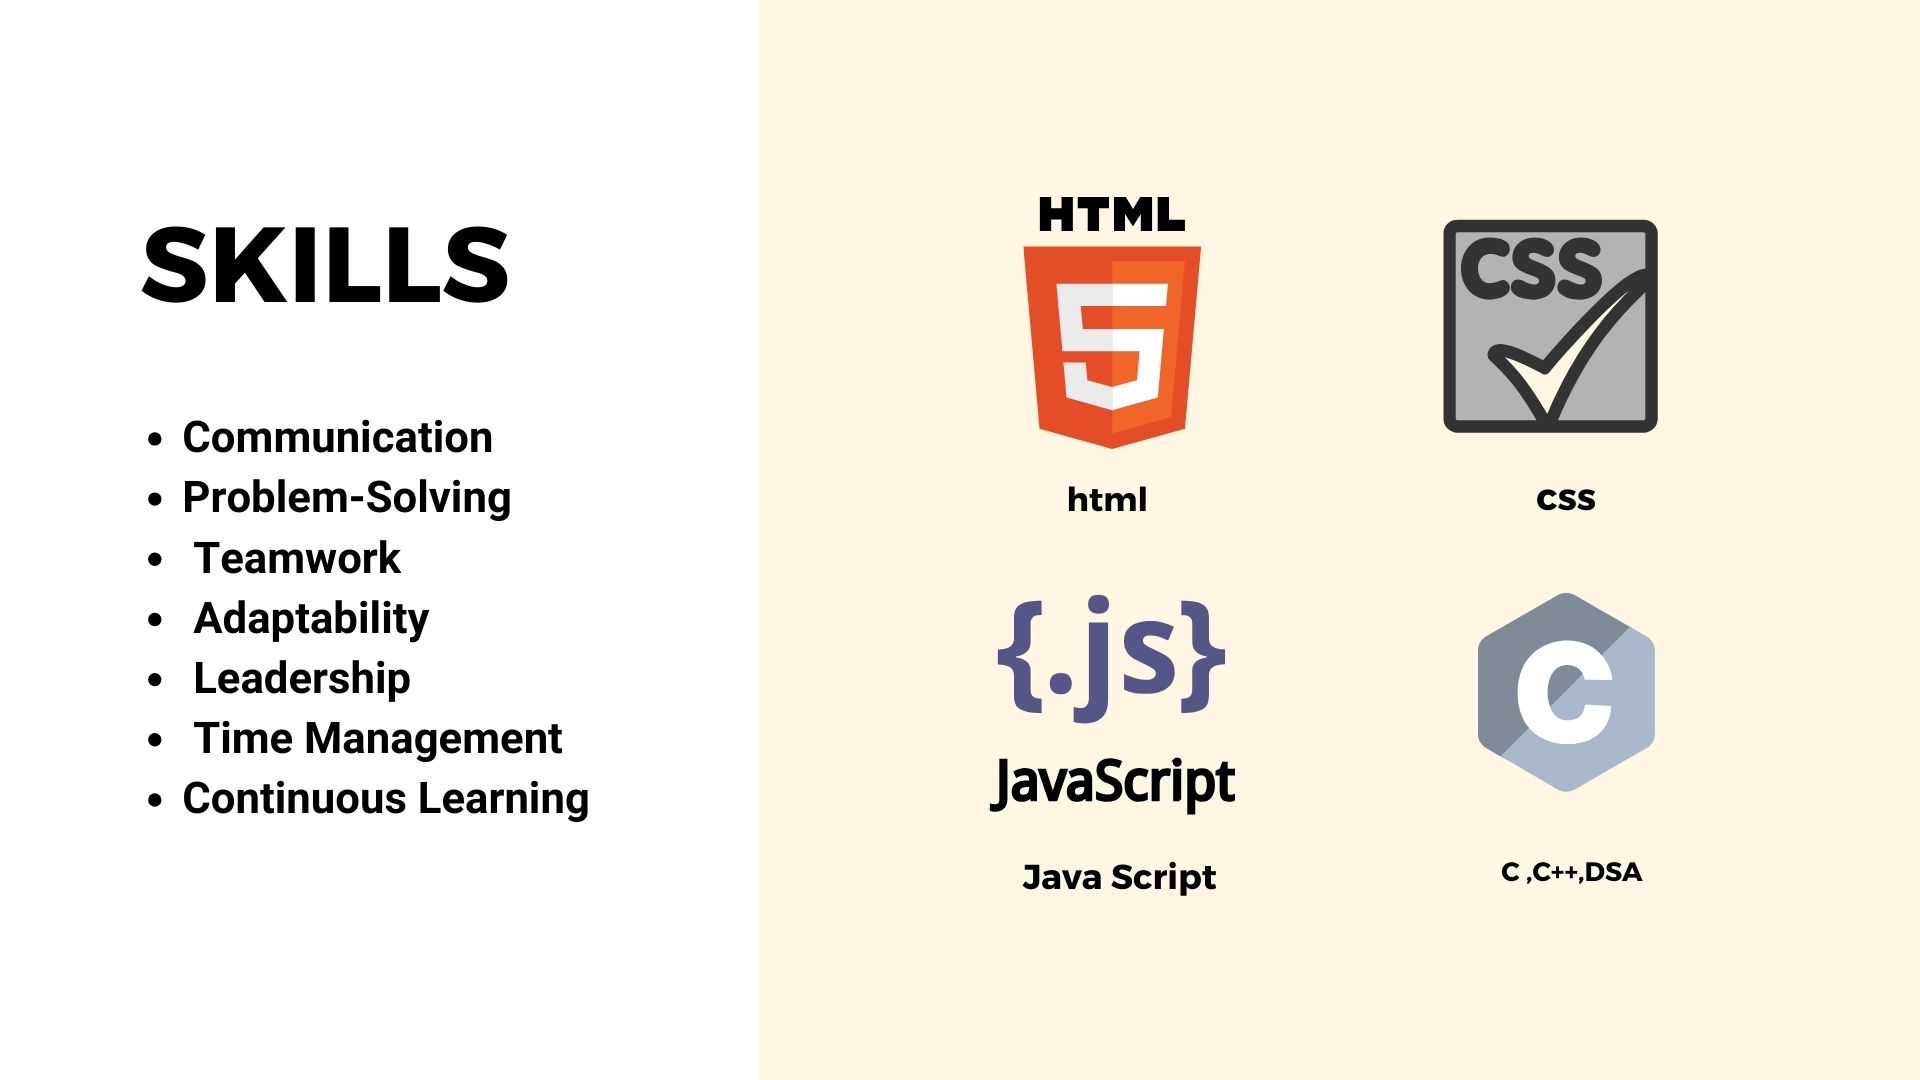 SKILLS
• Communication
• Problem-Solving
• Teamwork
• Adaptability
• Leadership
• Time Management
• Continuous Learning
HTML
5
html
CSS
css
{.js}
JavaScript
Java Script
C
C ,C++,DSA